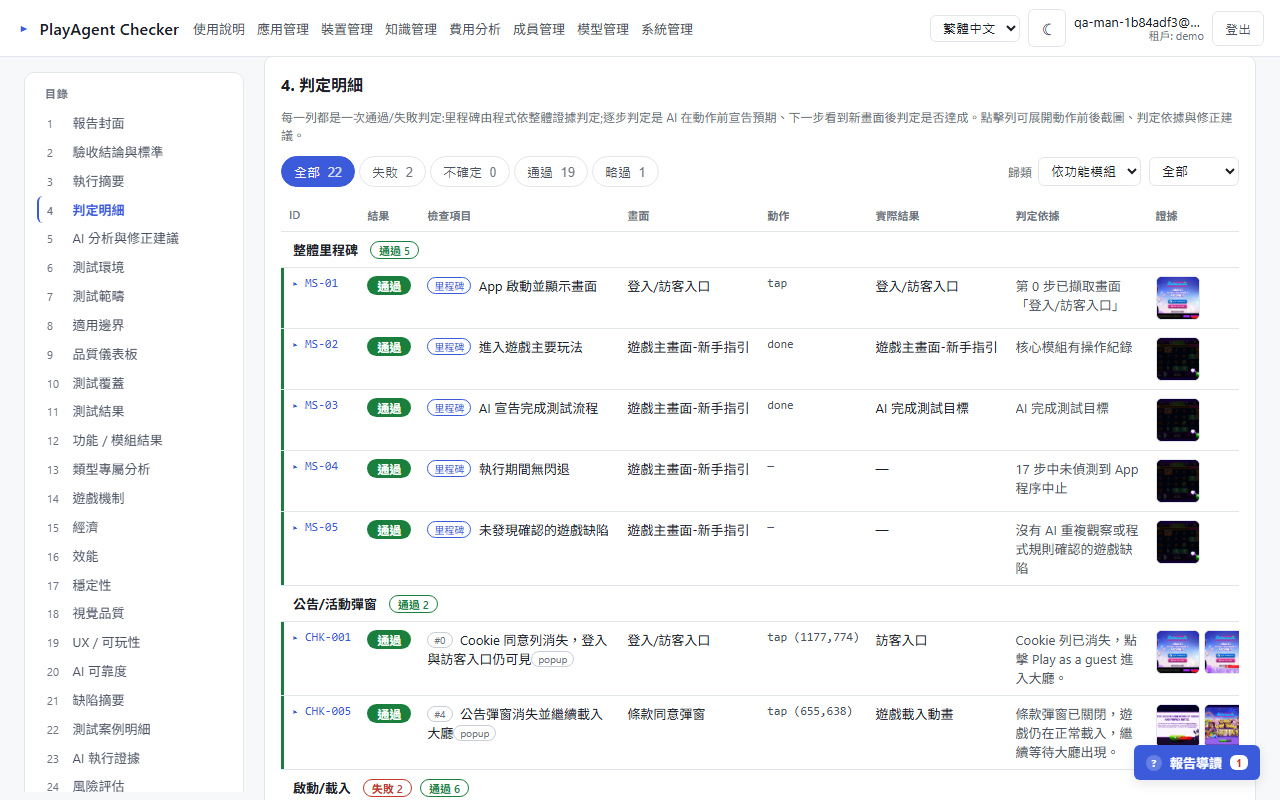 PlayAgent Checker 使用說明 應用管理 裝置管理 知識管理 費用分析 成員管理 模型管理 系統管理 繁體中文 qa-man-1b84adf3@... 登出
租戶: demo
目錄
1 報告封面
2 驗收結論與標準
3 執行摘要
4 判定明細
5 AI 分析與修正建議
6 測試環境
7 測試範疇
8 適用邊界
9 品質儀表板
10 測試覆蓋
11 測試結果
12 功能 / 模組結果
13 類型專屬分析
14 遊戲機制
15 經濟
16 效能
17 穩定性
18 視覺品質
19 UX / 可玩性
20 AI 可靠度
21 缺陷摘要
22 測試案例明細
23 AI 執行證據
24 風險評估
4. 判定明細
每一列都是一次通過/失敗判定:里程碑由程式依整體證據判定;逐步判定是 AI 在動作前宣告預期、下一步看到新畫面後判定是否達成。點擊列可展開動作前後截圖、判定依據與修正建
議。
全部 22 失敗 2 不確定 0 通過 19 略過 1 歸類 依功能模組 全部
ID 結果 檢查項目 畫面 動作 實際結果 判定依據 證據
整體里程碑 通過 5
MS-01 通過 里程碑 App 啟動並顯示畫面 登入/訪客入口 tap 登入/訪客入口 第 0 步已擷取畫面
「登入/訪客入口」
MS-02 通過 里程碑 進入遊戲主要玩法 遊戲主畫面-新手指引 done 遊戲主畫面-新手指引 核心模組有操作紀錄
MS-03 通過 里程碑 AI 宣告完成測試流程 遊戲主畫面-新手指引 done AI 完成測試目標 AI 完成測試目標
MS-04 通過 里程碑 執行期間無閃退 遊戲主畫面-新手指引 — — 17 步中未偵測到 App
程序中止
MS-05 通過 里程碑 未發現確認的遊戲缺陷 遊戲主畫面-新手指引 — — 沒有 AI 重複觀察或程
式規則確認的遊戲缺
陷
公告/活動彈窗 通過 2
CHK-001 通過 #0 Cookie 同意列消失，登入 登入/訪客入口 tap (1177,774) 訪客入口 Cookie 列已消失，點
與訪客入口仍可見 popup 擊 Play as a guest 進
入大廳。
CHK-005 通過 #4 公告彈窗消失並繼續載入 條款同意彈窗 tap (655,638) 遊戲載入動畫 條款彈窗已關閉，遊
大廳 popup 戲仍在正常載入，繼
續等待大廳出現。
啟動/載入 失敗 2 通過 6
? 報告導讀 1